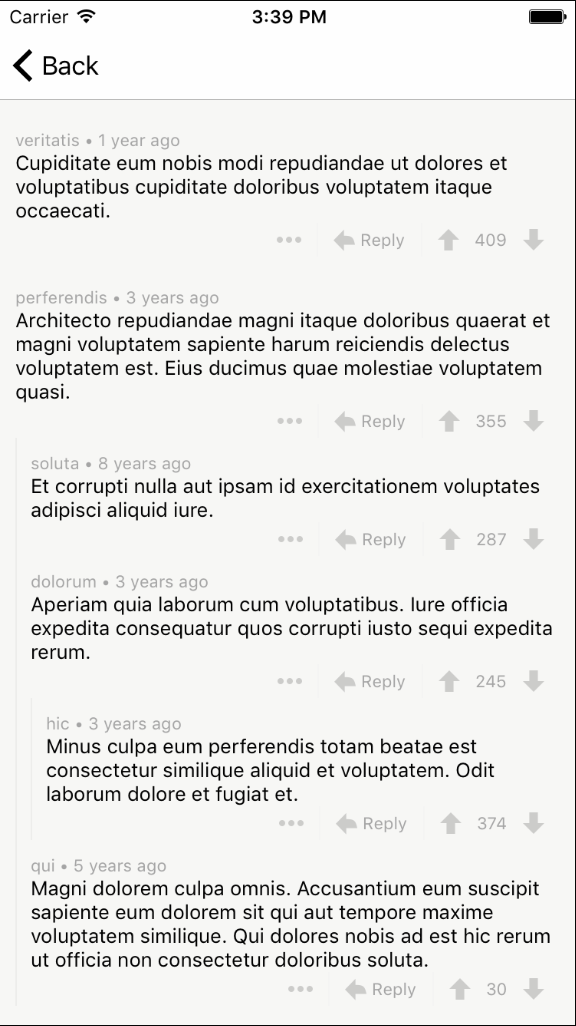 Carrier 3:39 PM
Back
veritatis • 1 year ago
Cupiditate eum nobis modi repudiandae ut dolores et
voluptatibus cupiditate doloribus voluptatem itaque
occaecati.
••• Reply 409
perferendis • 3 years ago
Architecto repudiandae magni itaque doloribus quaerat et
magni voluptatem sapiente harum reiciendis delectus
voluptatem est. Eius ducimus quae molestiae voluptatem
quasi.
••• Reply 355
soluta • 8 years ago
Et corrupti nulla aut ipsam id exercitationem voluptates
adipisci aliquid iure.
••• Reply 287
dolorum • 3 years ago
Aperiam quia laborum cum voluptatibus. Iure officia
expedita consequatur quos corrupti iusto sequi expedita
rerum.
••• Reply 245
hic • 3 years ago
Minus culpa eum perferendis totam beatae est
consectetur similique aliquid et voluptatem. Odit
laborum dolore et fugiat et.
••• Reply 374
qui • 5 years ago
Magni dolorem culpa omnis. Accusantium eum suscipit
sapiente eum dolorem sit qui aut tempore maxime
voluptatem similique. Qui dolores nobis ad est hic rerum
ut officia non consectetur doloribus soluta.
••• Reply 30